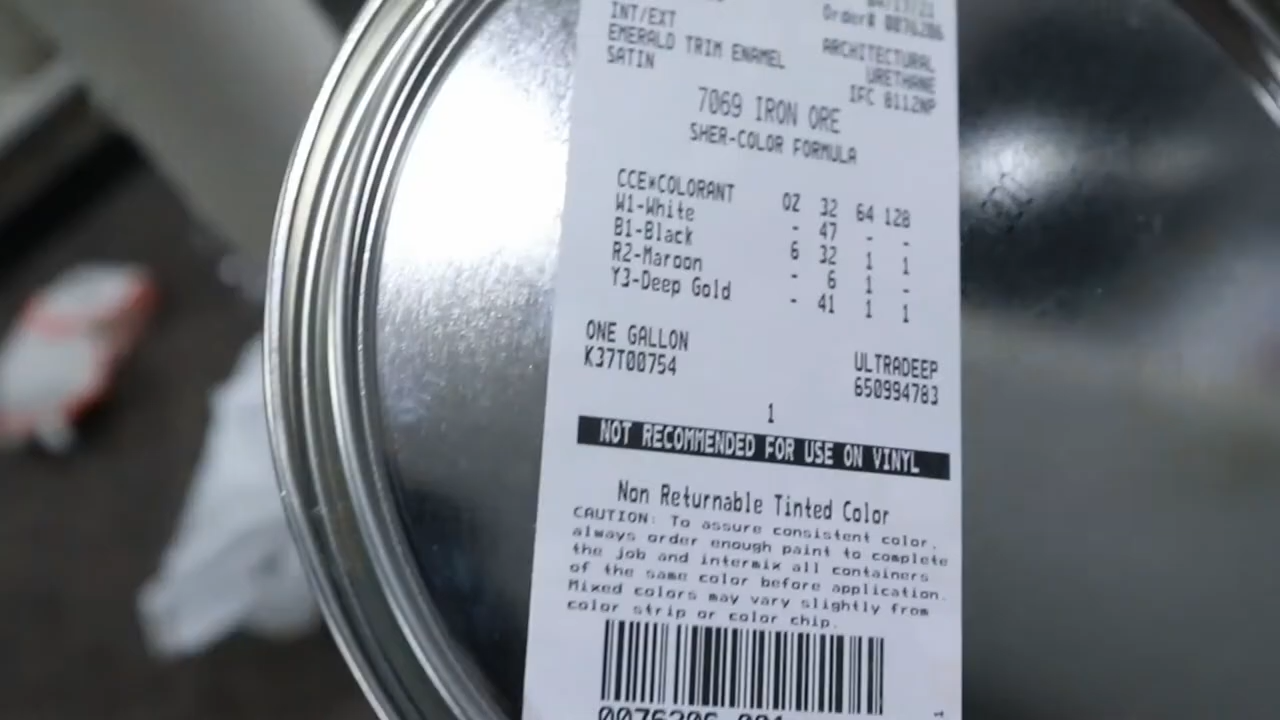 INT/EXT
EMERALD TRIM ENAMEL
SATIN
Order#
ARCHITECTURAL
URETHANE
IFC 8112NP
7069 IRON ORE
SHER-COLOR FORMULA
CCE*COLORANT OZ 32 64 128
W1-White - 47 - -
B1-Black 6 32 1 1
R2-Maroon - 6 1 -
Y3-Deep Gold - 41 1 1
ONE GALLON
K37T00754
ULTRADEEP
650994783
1
NOT RECOMMENDED FOR USE ON VINYL
Non Returnable Tinted Color
CAUTION: To assure consistent color,
always order enough paint to complete
the job and intermix all containers
of the same color before application.
Mixed colors may vary slightly from
color strip or color chip.